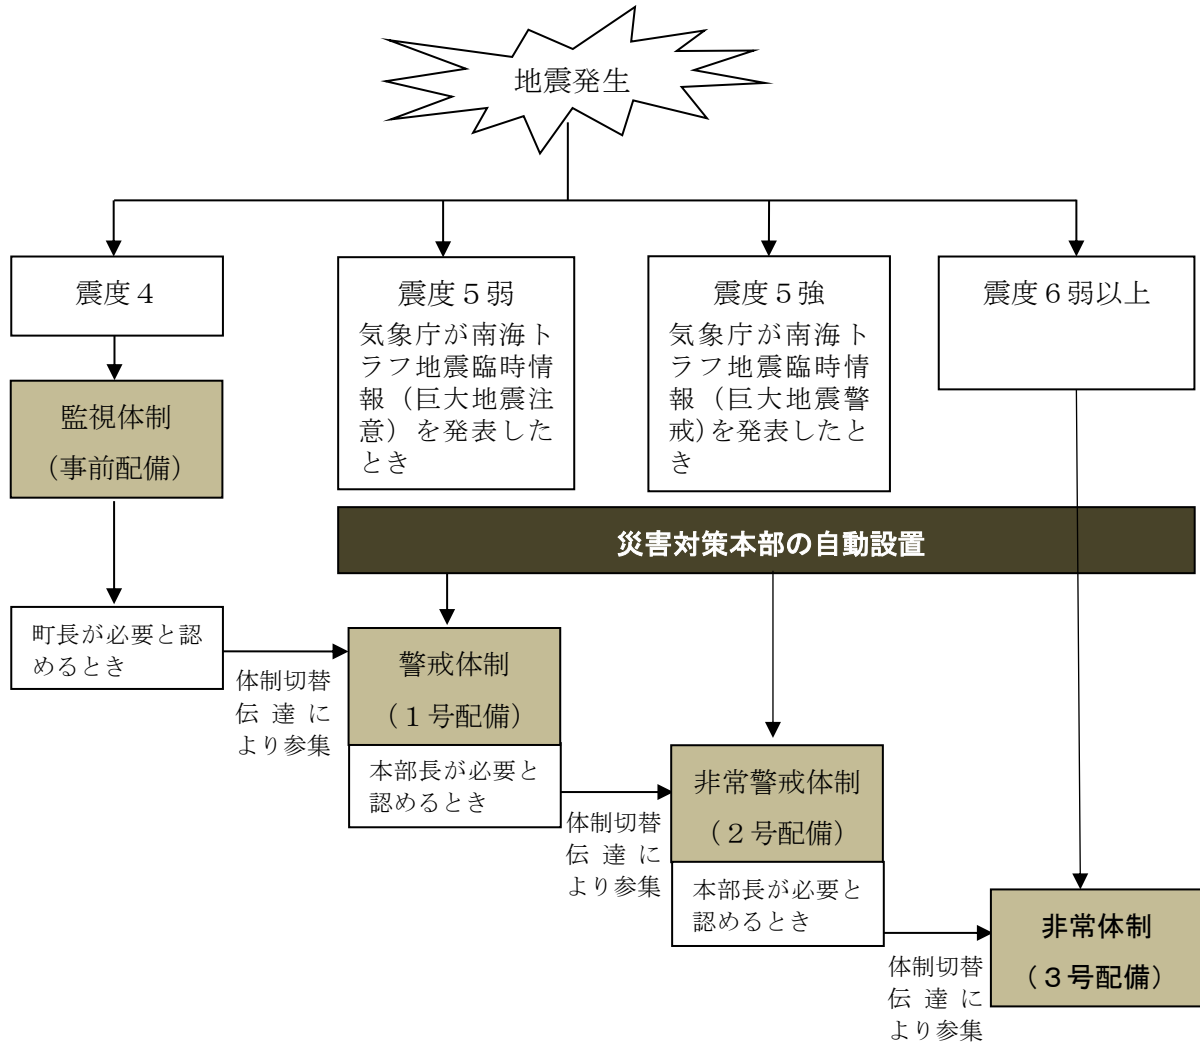 地震発生
震度４
震度５弱
気象庁が南海ト
ラフ地震臨時情
報（巨大地震注
意）を発表した
とき
震度５強
気象庁が南海ト
ラフ地震臨時情
報（巨大地震警
戒）を発表したと
き
震度６弱以上
監視体制
（事前配備）
災害対策本部の自動設置
町長が必要と認
めるとき
体制切替
伝達に
より参集
警戒体制
（１号配備）
本部長が必要と
認めるとき
体制切替
伝達に
より参集
非常警戒体制
（２号配備）
本部長が必要と
認めるとき
体制切替
伝達に
より参集
非常体制
（３号配備）